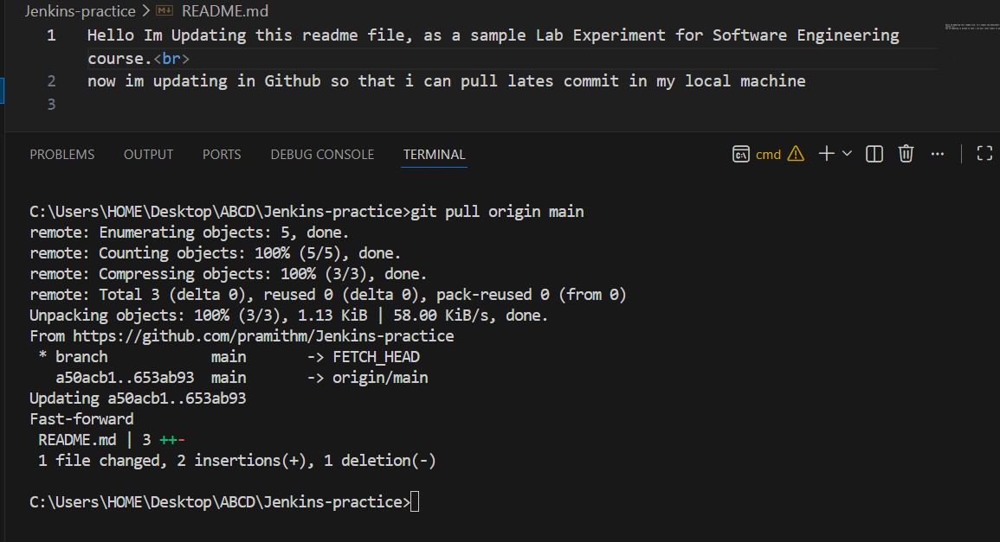 Jenkins-practice > README.md
1 Hello Im Updating this readme file, as a sample Lab Experiment for Software Engineering
course.<br>
2 now im updating in Github so that i can pull lates commit in my local machine
3
PROBLEMS OUTPUT PORTS DEBUG CONSOLE TERMINAL cmd
C:\Users\HOME\Desktop\ABCD\Jenkins-practice>git pull origin main
remote: Enumerating objects: 5, done.
remote: Counting objects: 100% (5/5), done.
remote: Compressing objects: 100% (3/3), done.
remote: Total 3 (delta 0), reused 0 (delta 0), pack-reused 0 (from 0)
Unpacking objects: 100% (3/3), 1.13 KiB | 58.00 KiB/s, done.
From https://github.com/pramithm/Jenkins-practice
* branch main -> FETCH_HEAD
a50acb1..653ab93 main -> origin/main
Updating a50acb1..653ab93
Fast-forward
README.md | 3 ++-
1 file changed, 2 insertions(+), 1 deletion(-)
C:\Users\HOME\Desktop\ABCD\Jenkins-practice>